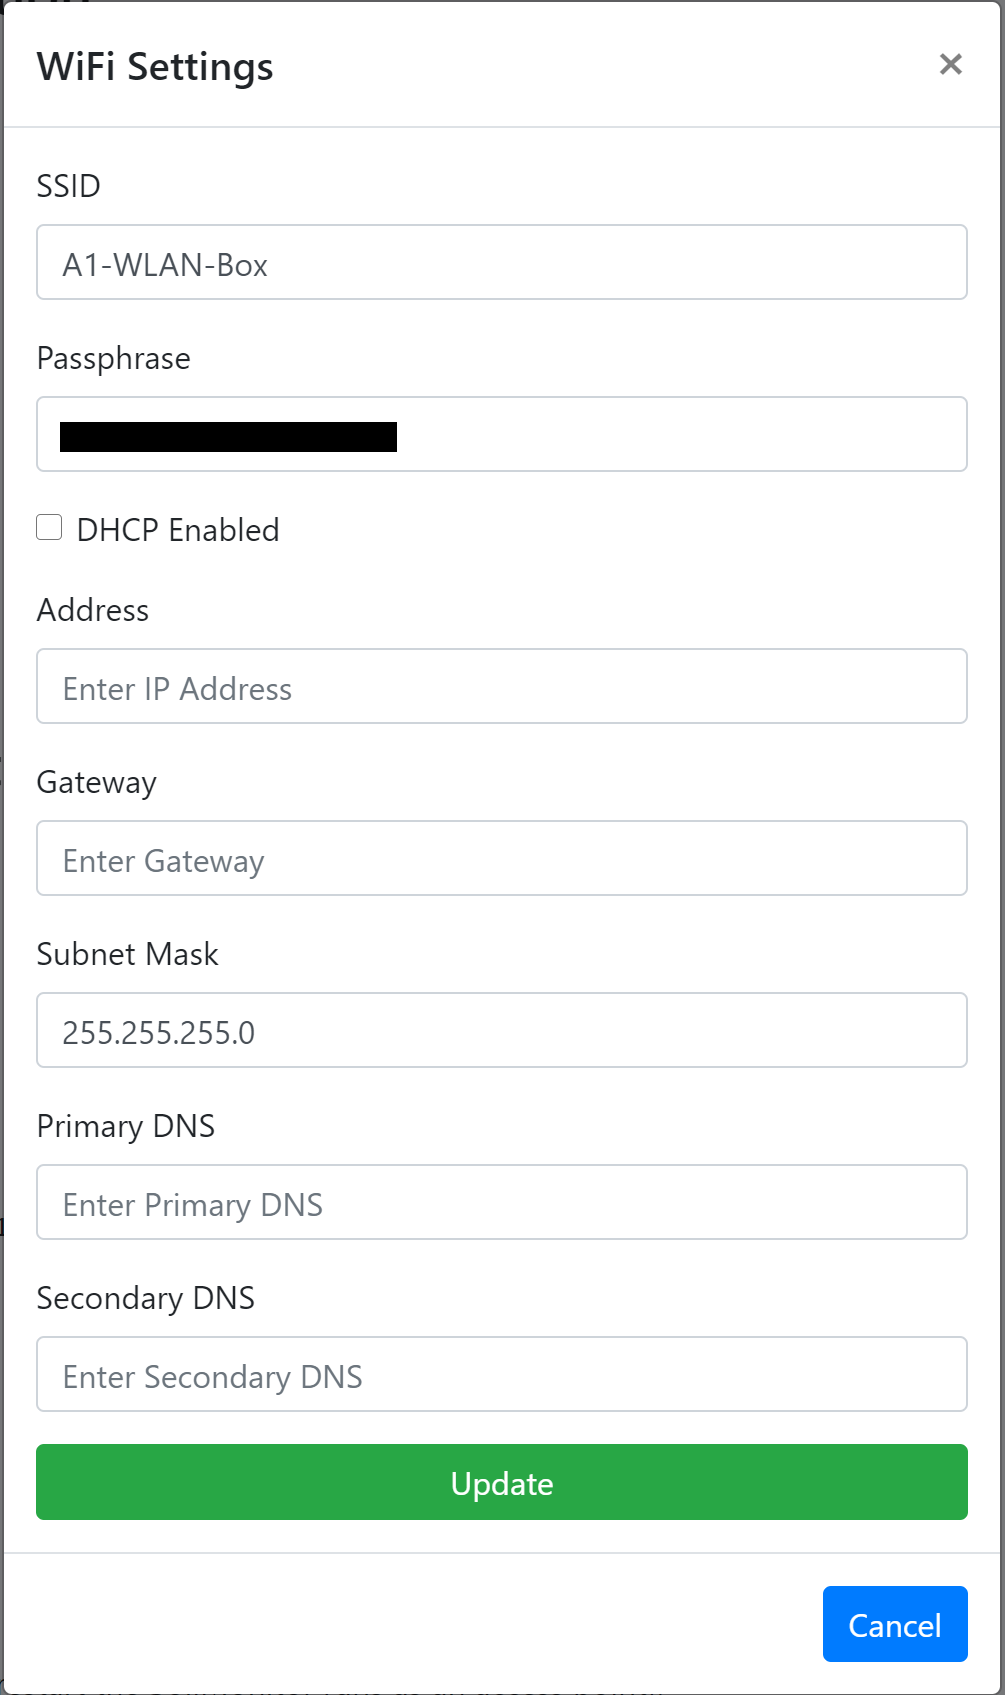 WiFi Settings
×
SSID
A1-WLAN-Box
Passphrase
DHCP Enabled
Address
Enter IP Address
Gateway
Enter Gateway
Subnet Mask
255.255.255.0
Primary DNS
Enter Primary DNS
Secondary DNS
Enter Secondary DNS
Update
Cancel